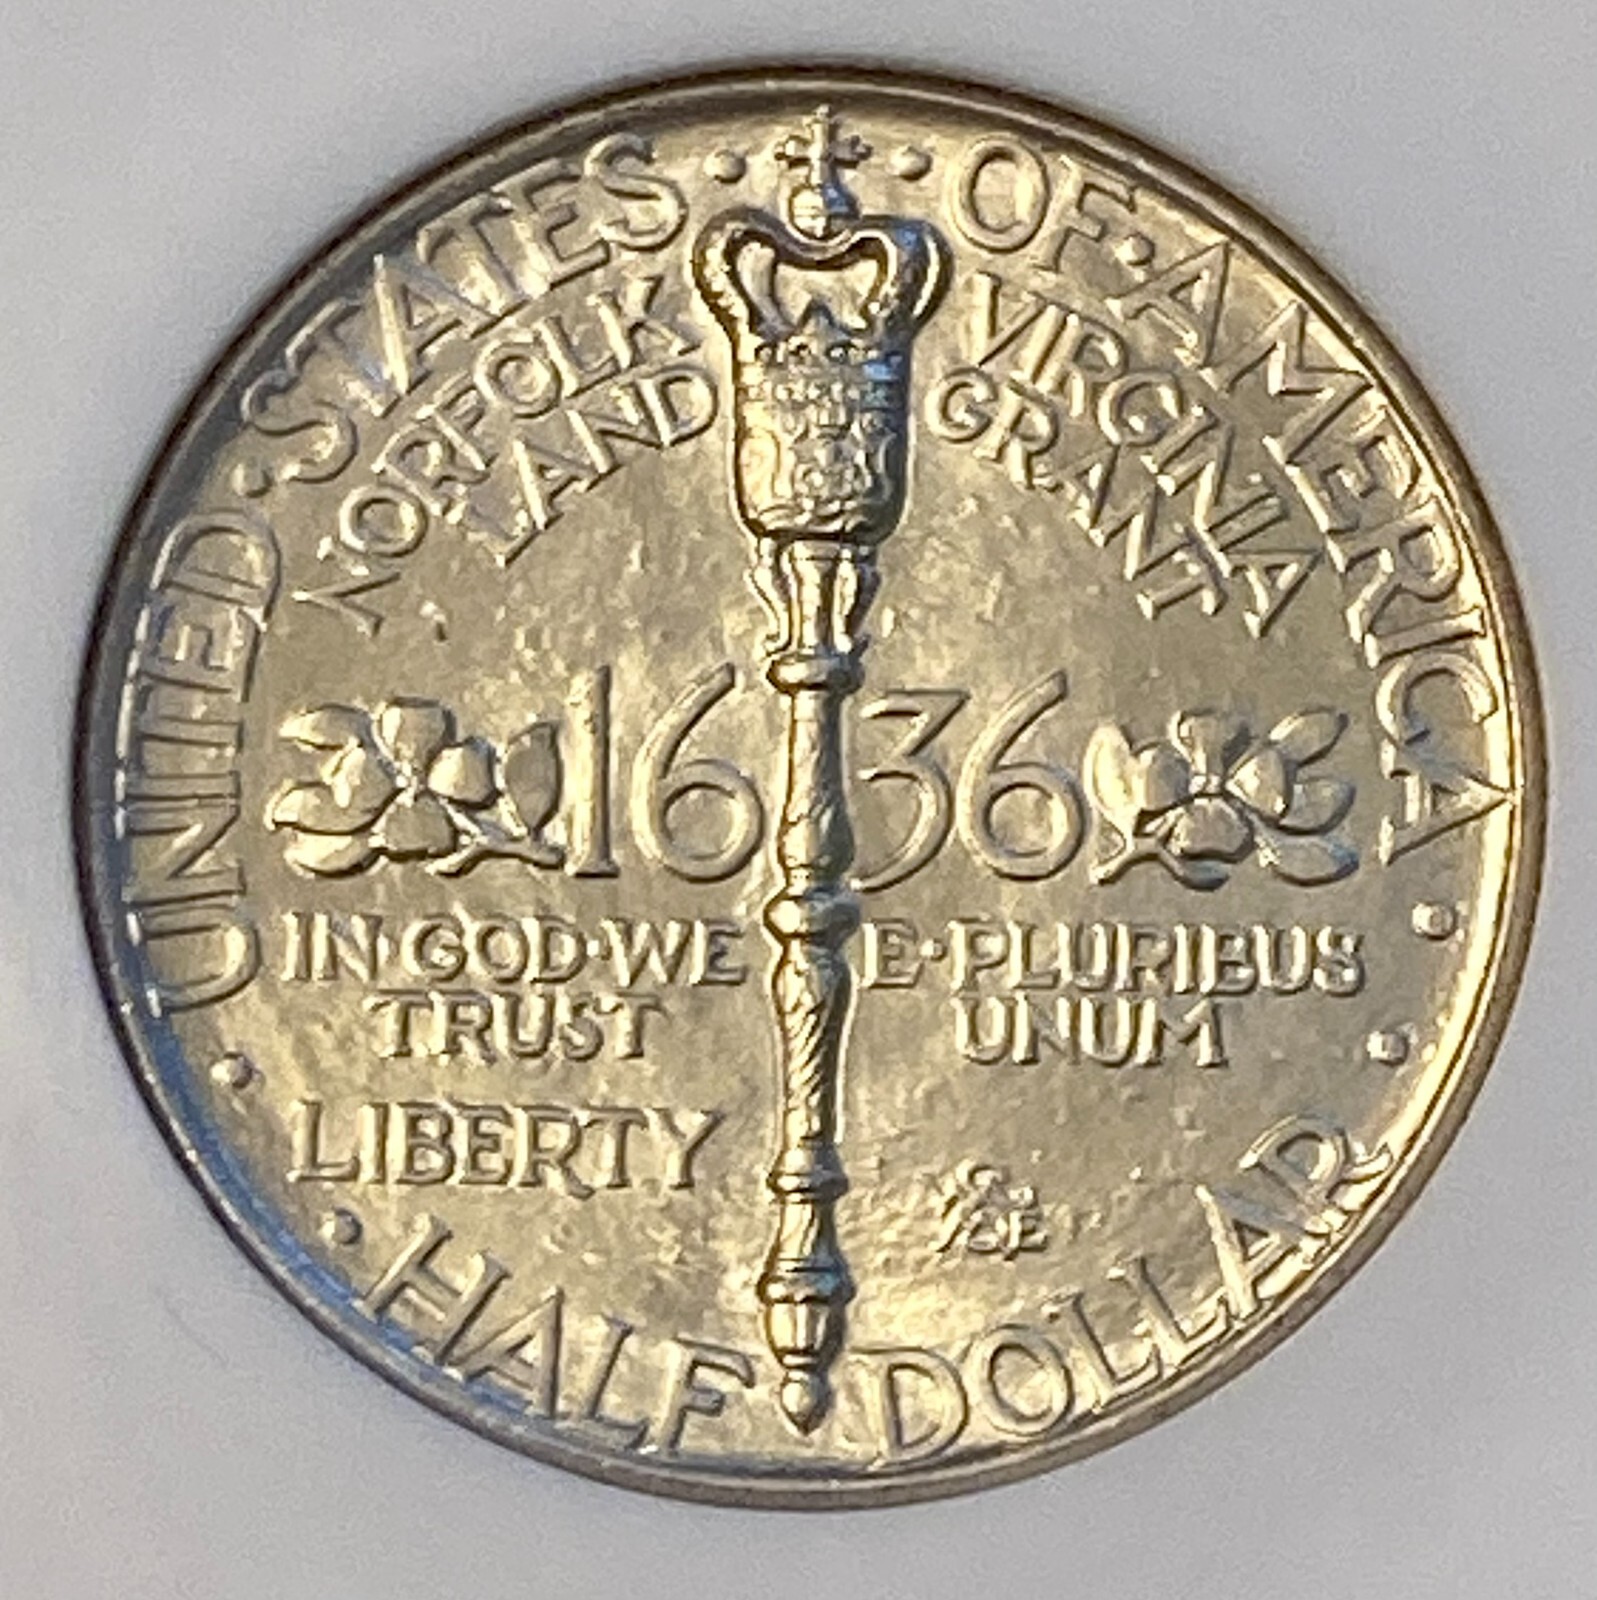 UNITED·STATES·OF·AMERICA
NORFOLK VIRGINIA
LAND GRANT
1636
IN·GOD·WE
TRUST
E·PLURIBUS
UNUM
LIBERTY
·HALF DOLLAR